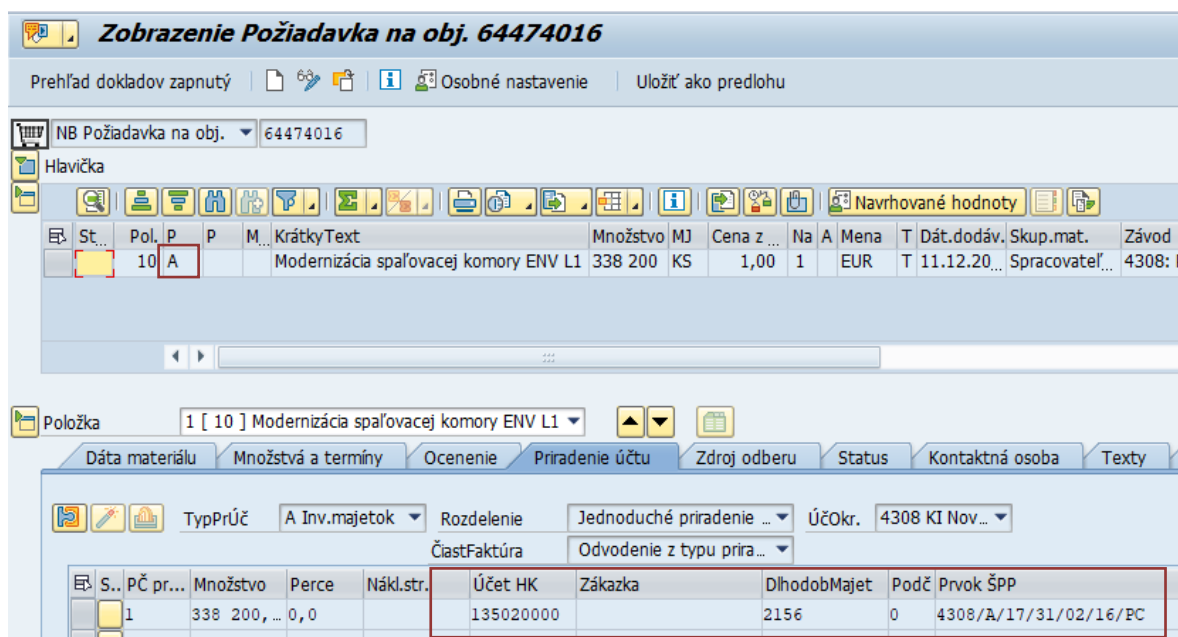 Zobrazenie Požiadavka na obj. 64474016
Prehľad dokladov zapnutý Osobné nastavenie Uložiť ako predlohu
NB Požiadavka na obj. 64474016
Hlavička
Navrhované hodnoty
St... Pol. P P M... KrátkyText Množstvo MJ Cena z ... Na A Mena T Dát.dodáv. Skup.mat. Závod
10 A Modernizácia spaľovacej komory ENV L1 338 200 KS 1,00 1 EUR T 11.12.20... Spracovateľ... 4308:
Položka 1 [ 10 ] Modernizácia spaľovacej komory ENV L1
Dáta materiálu Množstvá a termíny Ocenenie Priradenie účtu Zdroj odberu Status Kontaktná osoba Texty
TypPrÚč A Inv.majetok Rozdelenie Jednoduché priradenie ... ÚčOkr. 4308 KI Nov...
ČiastFaktúra Odvodenie z typu prira...
S... PČ pr... Množstvo Perce Nákl.str. Účet HK Zákazka DlhodobMajet Podč Prvok ŠPP
1 338 200,... 0,0 135020000 2156 0 4308/A/17/31/02/16/PC